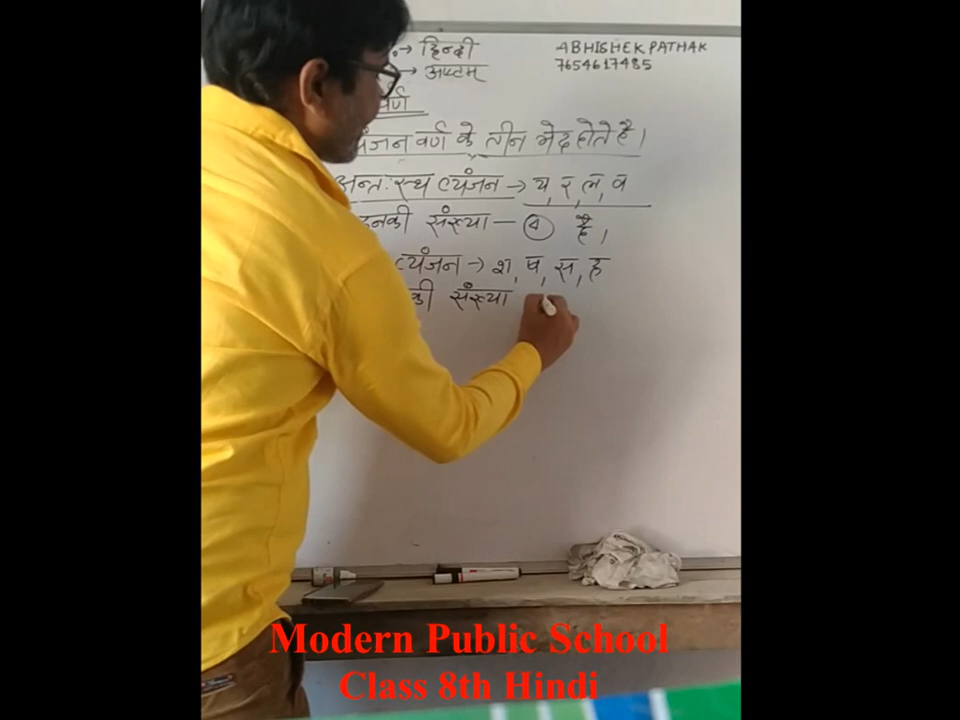 → हिन्दी
→ अष्टम्
ABHISHEK PATHAK
7654617485
वर्ण
व्यंजन वर्ण के तीन भेद होते है।
अन्तः स्थ व्यंजन → य, र, ल, व
इनकी संख्या — ④ है।
व्यंजन → श, ष, स, ह
की संख्या
Modern Public School
Class 8th Hindi